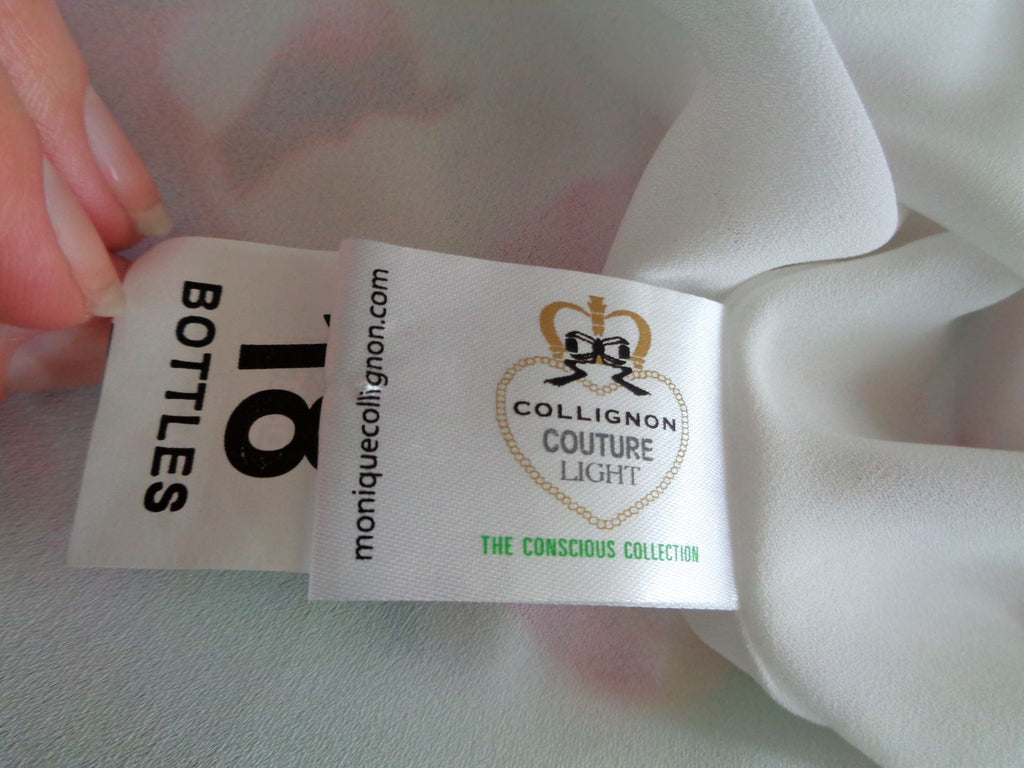 18
BOTTLES
moniquecollignon.com
COLLIGNON
COUTURE
LIGHT
THE CONSCIOUS COLLECTION